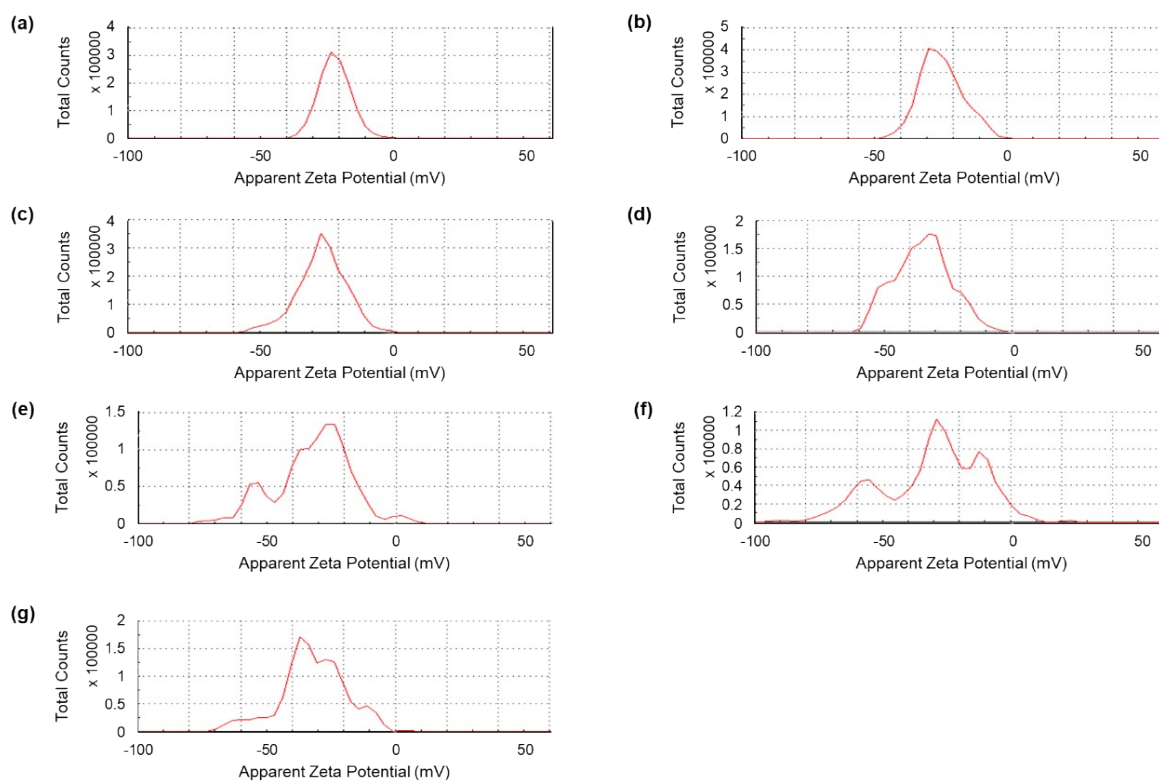 (a)
Total Counts
x 100000
4
3
2
1
0
-100 -50 0 50
Apparent Zeta Potential (mV)
(b)
Total Counts
x 100000
5
4
3
2
1
0
-100 -50 0 50
Apparent Zeta Potential (mV)
(c)
Total Counts
x 100000
4
3
2
1
0
-100 -50 0 50
Apparent Zeta Potential (mV)
(d)
Total Counts
x 100000
2
1.5
1
0.5
0
-100 -50 0 50
Apparent Zeta Potential (mV)
(e)
Total Counts
x 100000
1.5
1
0.5
0
-100 -50 0 50
Apparent Zeta Potential (mV)
(f)
Total Counts
x 100000
1.2
1
0.8
0.6
0.4
0.2
0
-100 -50 0 50
Apparent Zeta Potential (mV)
(g)
Total Counts
x 100000
2
1.5
1
0.5
0
-100 -50 0 50
Apparent Zeta Potential (mV)